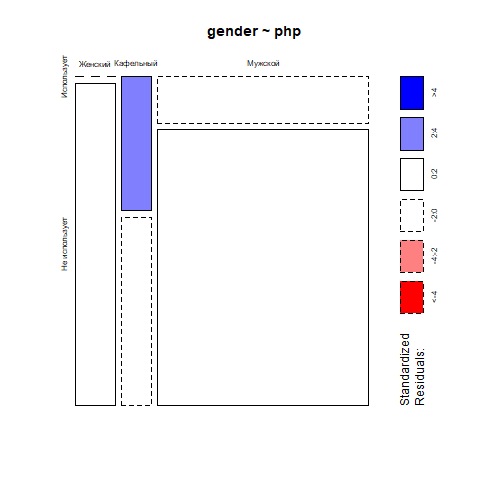 gender ~ php
Женский
Кафельный
Мужской
Использует
Не использует
>4
2:4
0:2
-2:0
-4:-2
<-4
Standardized
Residuals: